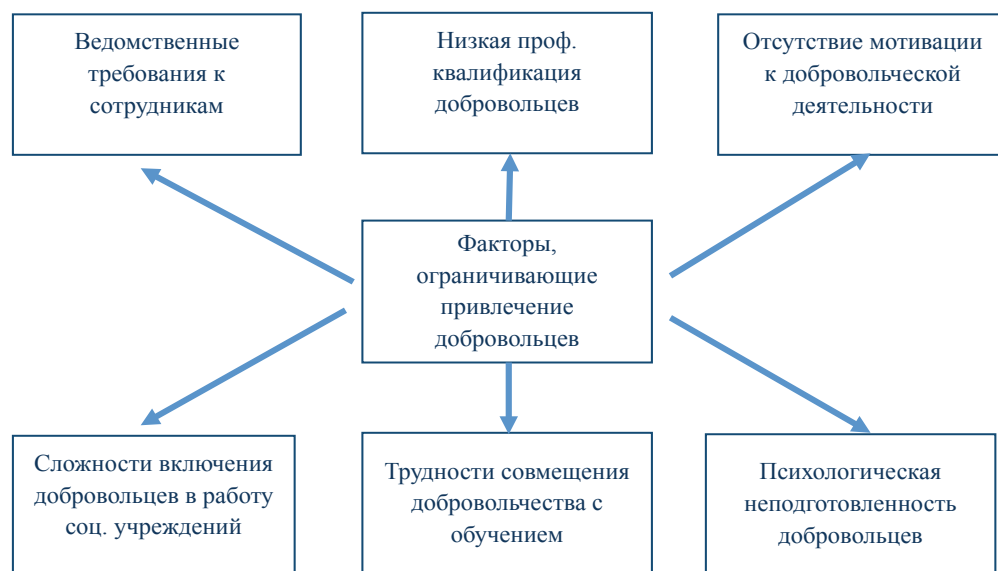 Ведомственные
требования к
сотрудникам
Низкая проф.
квалификация
добровольцев
Отсутствие мотивации
к добровольческой
деятельности
Факторы,
ограничивающие
привлечение
добровольцев
Сложности включения
добровольцев в работу
соц. учреждений
Трудности совмещения
добровольчества с
обучением
Психологическая
неподготовленность
добровольцев